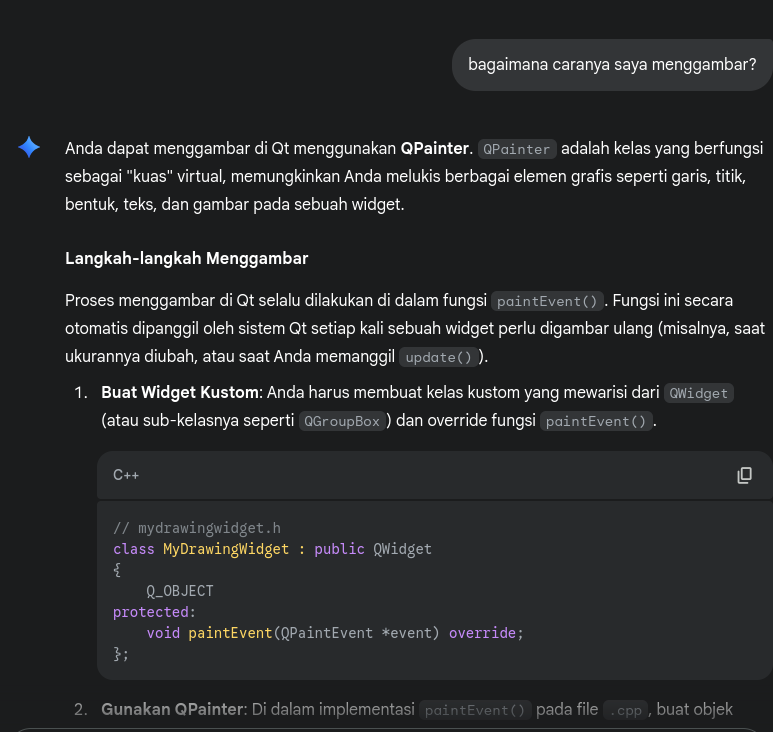 bagaimana caranya saya menggambar?
Anda dapat menggambar di Qt menggunakan QPainter. QPainter adalah kelas yang berfungsi
sebagai "kuas" virtual, memungkinkan Anda melukis berbagai elemen grafis seperti garis, titik,
bentuk, teks, dan gambar pada sebuah widget.
Langkah-langkah Menggambar
Proses menggambar di Qt selalu dilakukan di dalam fungsi paintEvent(). Fungsi ini secara
otomatis dipanggil oleh sistem Qt setiap kali sebuah widget perlu digambar ulang (misalnya, saat
ukurannya diubah, atau saat Anda memanggil update()).
1. Buat Widget Kustom: Anda harus membuat kelas kustom yang mewarisi dari QWidget
(atau sub-kelasnya seperti QGroupBox) dan override fungsi paintEvent().
C++
// mydrawingwidget.h
class MyDrawingWidget : public QWidget
{
    Q_OBJECT
protected:
    void paintEvent(QPaintEvent *event) override;
};
2. Gunakan QPainter: Di dalam implementasi paintEvent() pada file .cpp, buat objek